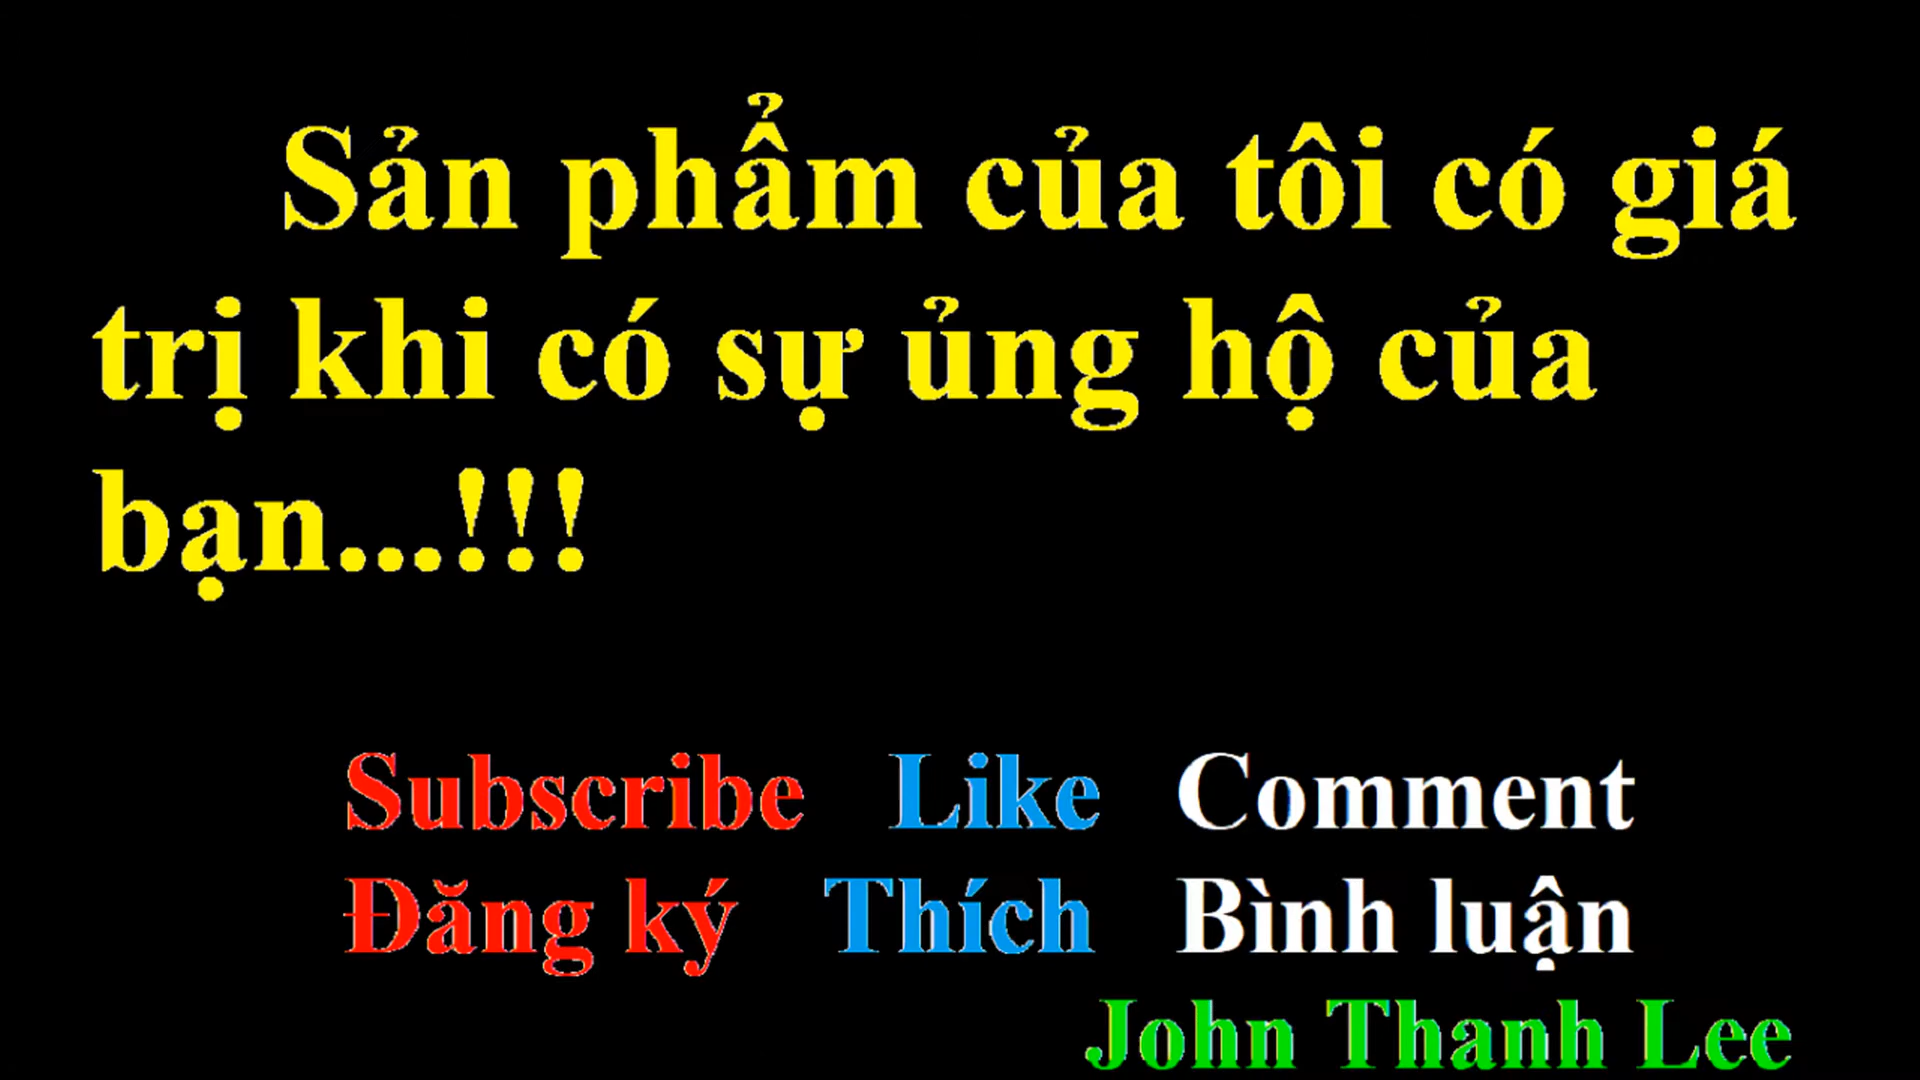 Sản phẩm của tôi có giá
trị khi có sự ủng hộ của
bạn...!!!
Subscribe Like Comment
Đăng ký Thích Bình luận
John Thanh Lee